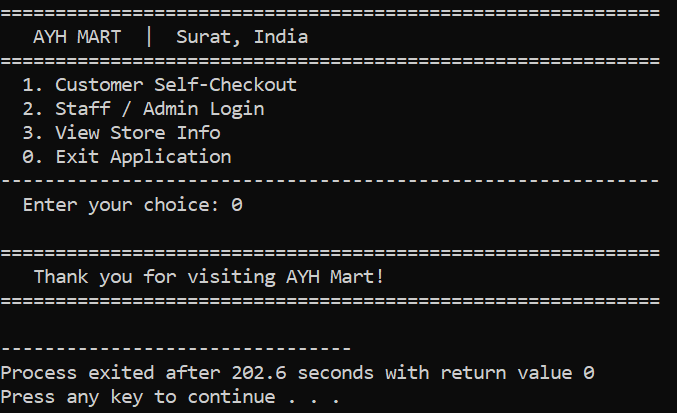 ============================================================
   AYH MART  |  Surat, India
============================================================
  1. Customer Self-Checkout
  2. Staff / Admin Login
  3. View Store Info
  0. Exit Application
------------------------------------------------------------
  Enter your choice: 0
============================================================
   Thank you for visiting AYH Mart!
============================================================
--------------------------------
Process exited after 202.6 seconds with return value 0
Press any key to continue . . .